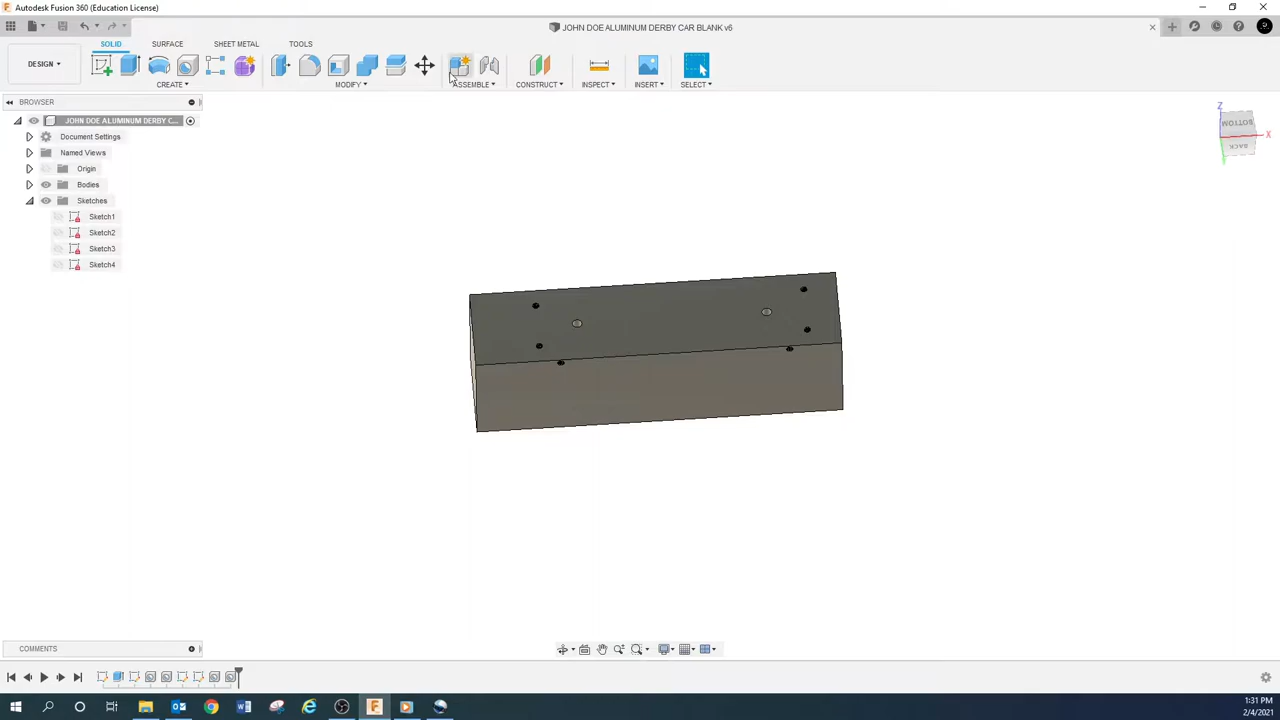 Autodesk Fusion 360 (Education License)
JOHN DOE ALUMINUM DERBY CAR BLANK v6
SOLID SURFACE SHEET METAL TOOLS
DESIGN
CREATE MODIFY ASSEMBLE CONSTRUCT INSPECT INSERT SELECT
BROWSER
JOHN DOE ALUMINUM DERBY C...
Document Settings
Named Views
Origin
Bodies
Sketches
Sketch1
Sketch2
Sketch3
Sketch4
Z
BOTTOM
X
BACK
COMMENTS
1:31 PM
2/4/2021